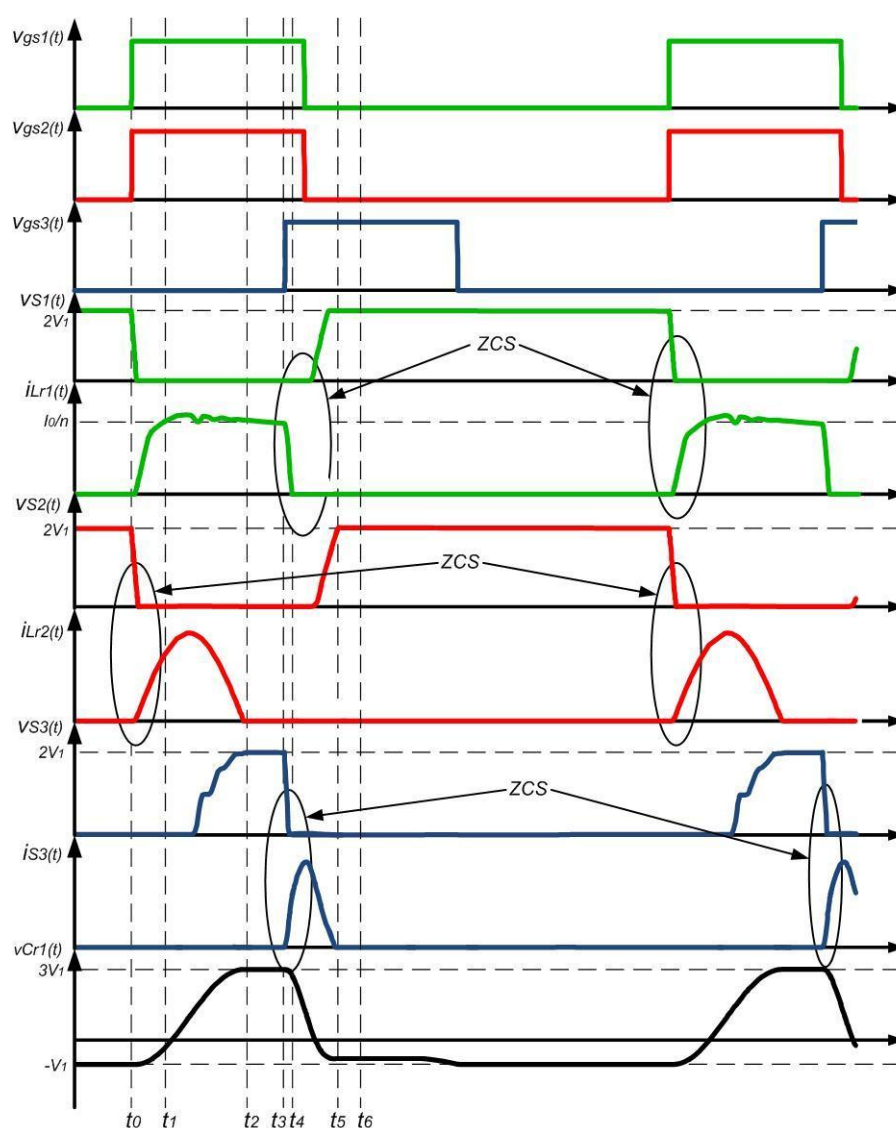 Vgs1(t)
Vgs2(t)
Vgs3(t)
VS1(t)
2V1
ZCS
iLr1(t)
I0/n
VS2(t)
2V1
ZCS
iLr2(t)
VS3(t)
2V1
ZCS
iS3(t)
vCr1(t)
3V1
-V1
t0 t1 t2 t3 t4 t5 t6